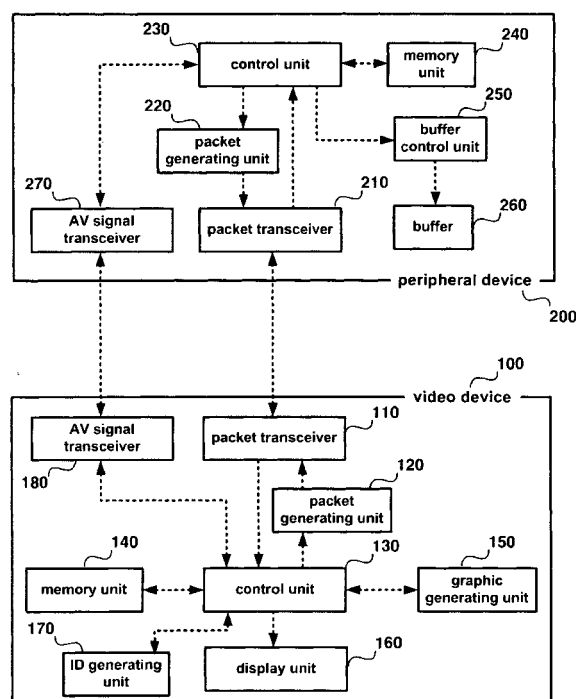 230
control unit
240
memory
unit
220
packet
generating unit
250
buffer
control unit
270
AV signal
transceiver
210
packet transceiver
buffer
260
peripheral device
200
100
video device
AV signal
transceiver
180
packet transceiver
110
120
packet
generating unit
140
memory unit
130
control unit
150
graphic
generating unit
170
ID generating
unit
display unit
160